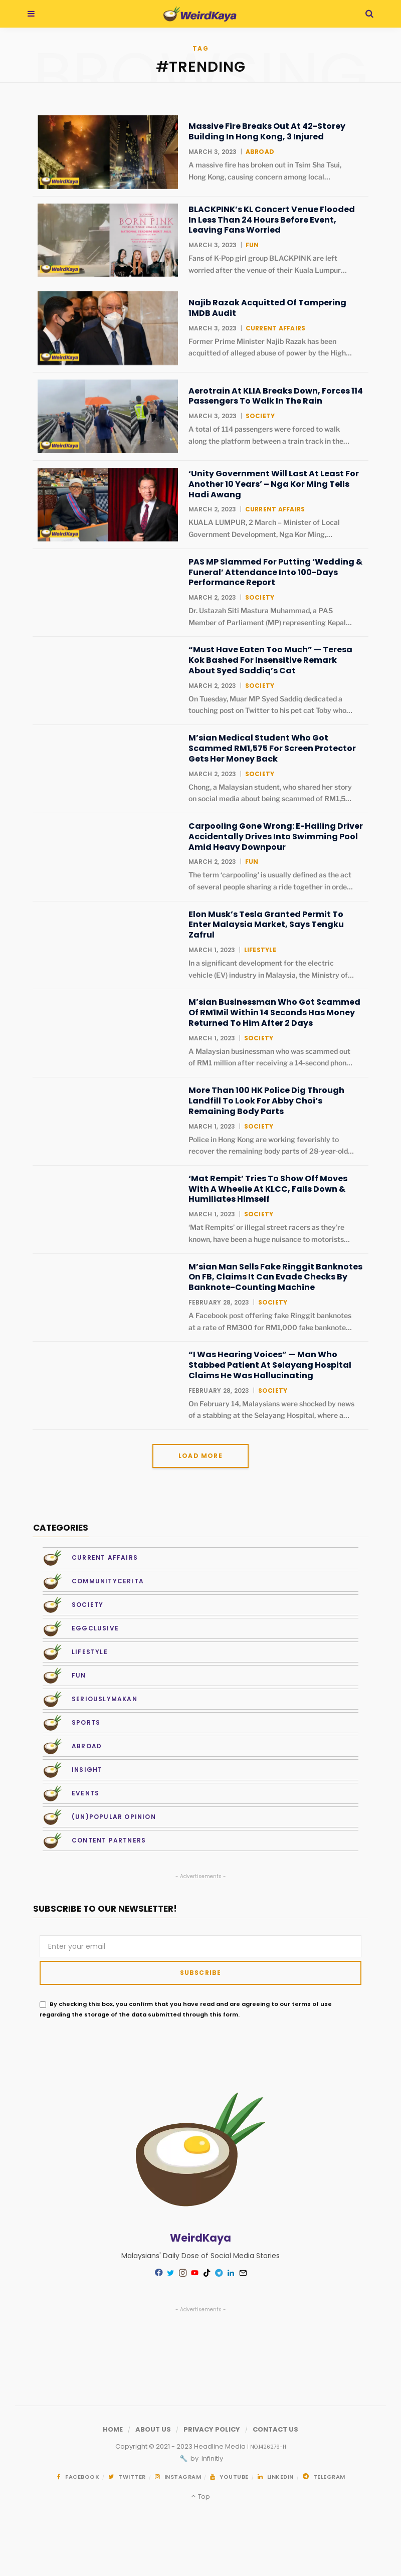 WeirdKaya
BROWSING
TAG
#TRENDING
Massive Fire Breaks Out At 42-Storey
Building In Hong Kong, 3 Injured
MARCH 3, 2023 | ABROAD
A massive fire has broken out in Tsim Sha Tsui,
Hong Kong, causing concern among local…
WeirdKaya
BLACKPINK’s KL Concert Venue Flooded
In Less Than 24 Hours Before Event,
Leaving Fans Worried
MARCH 3, 2023 | FUN
Fans of K-Pop girl group BLACKPINK are left
worried after the venue of their Kuala Lumpur…
BORN PINK
WeirdKaya
Najib Razak Acquitted Of Tampering
1MDB Audit
MARCH 3, 2023 | CURRENT AFFAIRS
Former Prime Minister Najib Razak has been
acquitted of alleged abuse of power by the High…
WeirdKaya
Aerotrain At KLIA Breaks Down, Forces 114
Passengers To Walk In The Rain
MARCH 3, 2023 | SOCIETY
A total of 114 passengers were forced to walk
along the platform between a train track in the…
WeirdKaya
‘Unity Government Will Last At Least For
Another 10 Years’ – Nga Kor Ming Tells
Hadi Awang
MARCH 2, 2023 | CURRENT AFFAIRS
KUALA LUMPUR, 2 March – Minister of Local
Government Development, Nga Kor Ming,…
WeirdKaya
PAS MP Slammed For Putting ‘Wedding &
Funeral’ Attendance Into 100-Days
Performance Report
MARCH 2, 2023 | SOCIETY
Dr. Ustazah Siti Mastura Muhammad, a PAS
Member of Parliament (MP) representing Kepal…
“Must Have Eaten Too Much” — Teresa
Kok Bashed For Insensitive Remark
About Syed Saddiq’s Cat
MARCH 2, 2023 | SOCIETY
On Tuesday, Muar MP Syed Saddiq dedicated a
touching post on Twitter to his pet cat Toby who…
M’sian Medical Student Who Got
Scammed RM1,575 For Screen Protector
Gets Her Money Back
MARCH 2, 2023 | SOCIETY
Chong, a Malaysian student, who shared her story
on social media about being scammed of RM1,5…
Carpooling Gone Wrong: E-Hailing Driver
Accidentally Drives Into Swimming Pool
Amid Heavy Downpour
MARCH 2, 2023 | FUN
The term ‘carpooling’ is usually defined as the act
of several people sharing a ride together in orde…
Elon Musk’s Tesla Granted Permit To
Enter Malaysia Market, Says Tengku
Zafrul
MARCH 1, 2023 | LIFESTYLE
In a significant development for the electric
vehicle (EV) industry in Malaysia, the Ministry of…
M’sian Businessman Who Got Scammed
Of RM1Mil Within 14 Seconds Has Money
Returned To Him After 2 Days
MARCH 1, 2023 | SOCIETY
A Malaysian businessman who was scammed out
of RM1 million after receiving a 14-second phon…
More Than 100 HK Police Dig Through
Landfill To Look For Abby Choi’s
Remaining Body Parts
MARCH 1, 2023 | SOCIETY
Police in Hong Kong are working feverishly to
recover the remaining body parts of 28-year-old…
‘Mat Rempit’ Tries To Show Off Moves
With A Wheelie At KLCC, Falls Down &
Humiliates Himself
MARCH 1, 2023 | SOCIETY
‘Mat Rempits’ or illegal street racers as they’re
known, have been a huge nuisance to motorists…
M’sian Man Sells Fake Ringgit Banknotes
On FB, Claims It Can Evade Checks By
Banknote-Counting Machine
FEBRUARY 28, 2023 | SOCIETY
A Facebook post offering fake Ringgit banknotes
at a rate of RM300 for RM1,000 fake banknote…
“I Was Hearing Voices” — Man Who
Stabbed Patient At Selayang Hospital
Claims He Was Hallucinating
FEBRUARY 28, 2023 | SOCIETY
On February 14, Malaysians were shocked by news
of a stabbing at the Selayang Hospital, where a…
LOAD MORE
CATEGORIES
CURRENT AFFAIRS
COMMUNITYCERITA
SOCIETY
EGGCLUSIVE
LIFESTYLE
FUN
SERIOUSLYMAKAN
SPORTS
ABROAD
INSIGHT
EVENTS
(UN)POPULAR OPINION
CONTENT PARTNERS
- Advertisements -
SUBSCRIBE TO OUR NEWSLETTER!
Enter your email
SUBSCRIBE
By checking this box, you confirm that you have read and are agreeing to our terms of use
regarding the storage of the data submitted through this form.
WeirdKaya
Malaysians' Daily Dose of Social Media Stories
- Advertisements -
HOME / ABOUT US / PRIVACY POLICY / CONTACT US
Copyright © 2021 - 2023 Headline Media | NO.1428279-H
by Infinitly
FACEBOOK / TWITTER / INSTAGRAM / YOUTUBE / LINKEDIN / TELEGRAM
Top